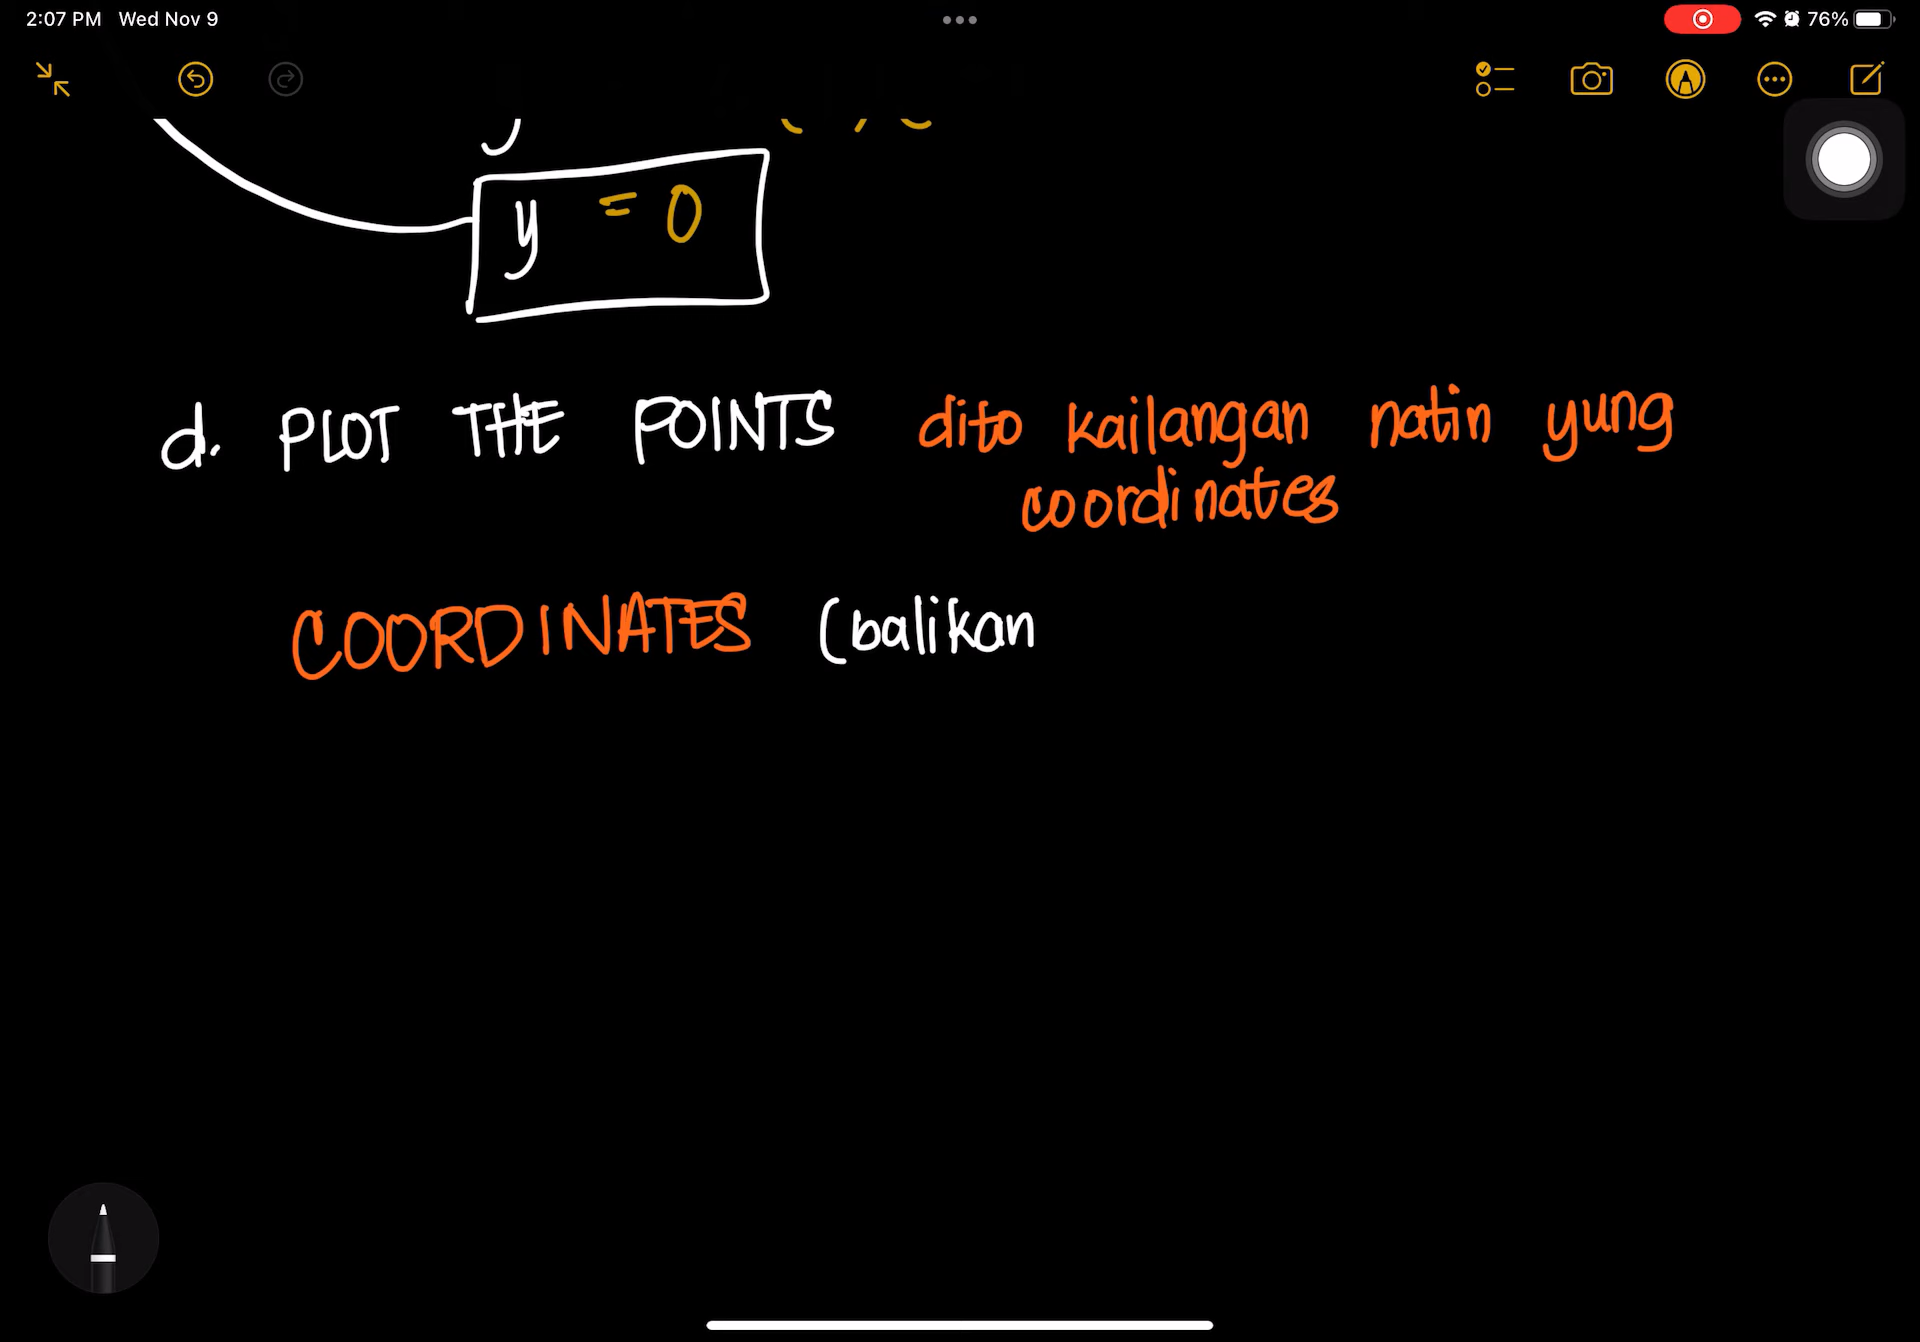 2:07 PM Wed Nov 9
76%
y = 0
d. PLOT THE POINTS dito kailangan natin yung
coordinates
COORDINATES (balikan